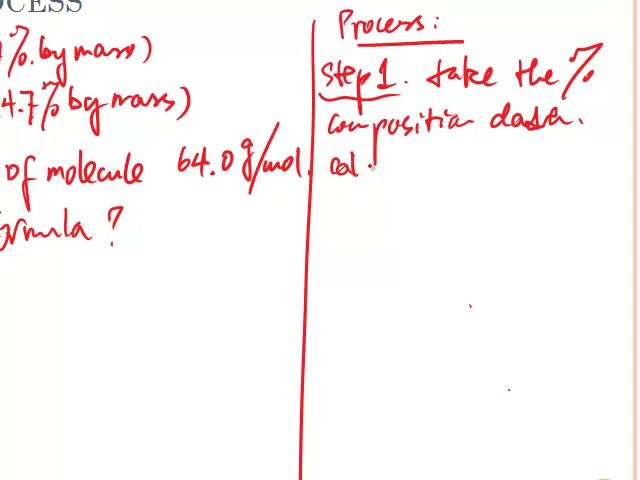 OCESS
%. by mass)
4.7% by mass)
of molecule 64.0 g/mol.
ormula?
Process:
Step 1. take the %
composition data.
cal